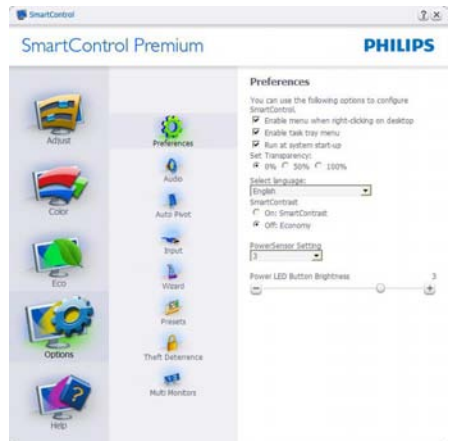 SmartControl
SmartControl Premium
PHILIPS
Adjust
Color
Eco
Options
Help
Preferences
Audio
Auto Pivot
Input
Wizard
Presets
Theft Deterrence
Multi Monitors
Preferences
You can use the following options to configure
SmartControl.
Enable menu when right-clicking on desktop
Enable task tray menu
Run at system start-up
Set Transparency:
0% 50% 100%
Select language:
English
SmartContrast
On: SmartContrast
Off: Economy
PowerSensor Setting
3
Power LED Button Brightness 3